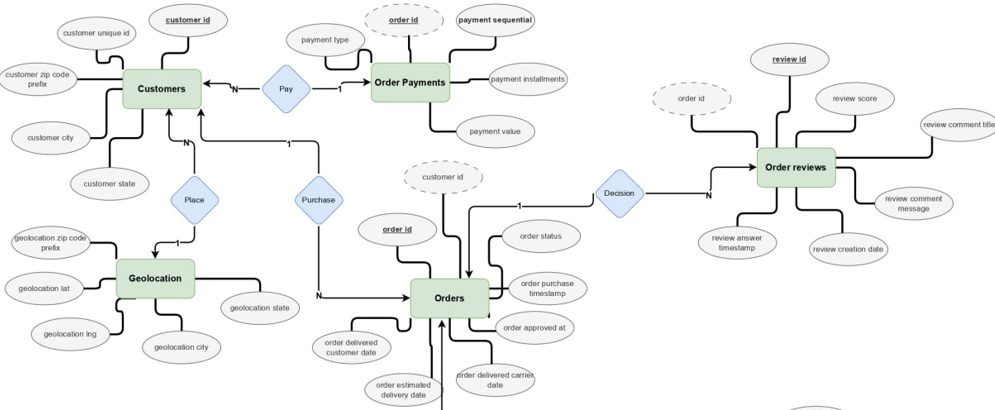 customer id
order id
payment sequential
customer unique id
payment type
customer zip code
prefix
Customers
N
Pay
1
Order Payments
payment installments
customer city
payment value
customer state
review id
order id
review score
review comment title
Order reviews
review comment
message
review answer
timestamp
review creation date
N
1
Place
Purchase
customer id
Decision
1
N
order id
order status
geolocation zip code
prefix
1
Geolocation
geolocation lat
geolocation lng
geolocation city
geolocation state
N
Orders
order purchase
timestamp
order approved at
order delivered
customer date
order estimated
delivery date
order delivered carrier
date